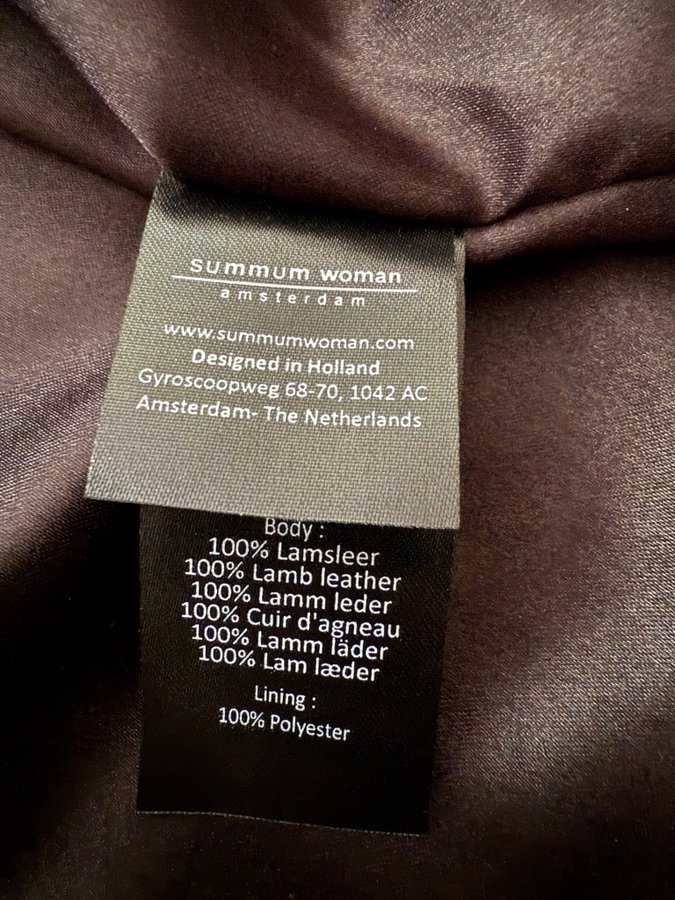 summum woman
amsterdam
www.summumwoman.com
Designed in Holland
Gyroscoopweg 68-70, 1042 AC
Amsterdam- The Netherlands
Body :
100% Lamsleer
100% Lamb leather
100% Lamm leder
100% Cuir d'agneau
100% Lamm läder
100% Lam læder
Lining :
100% Polyester